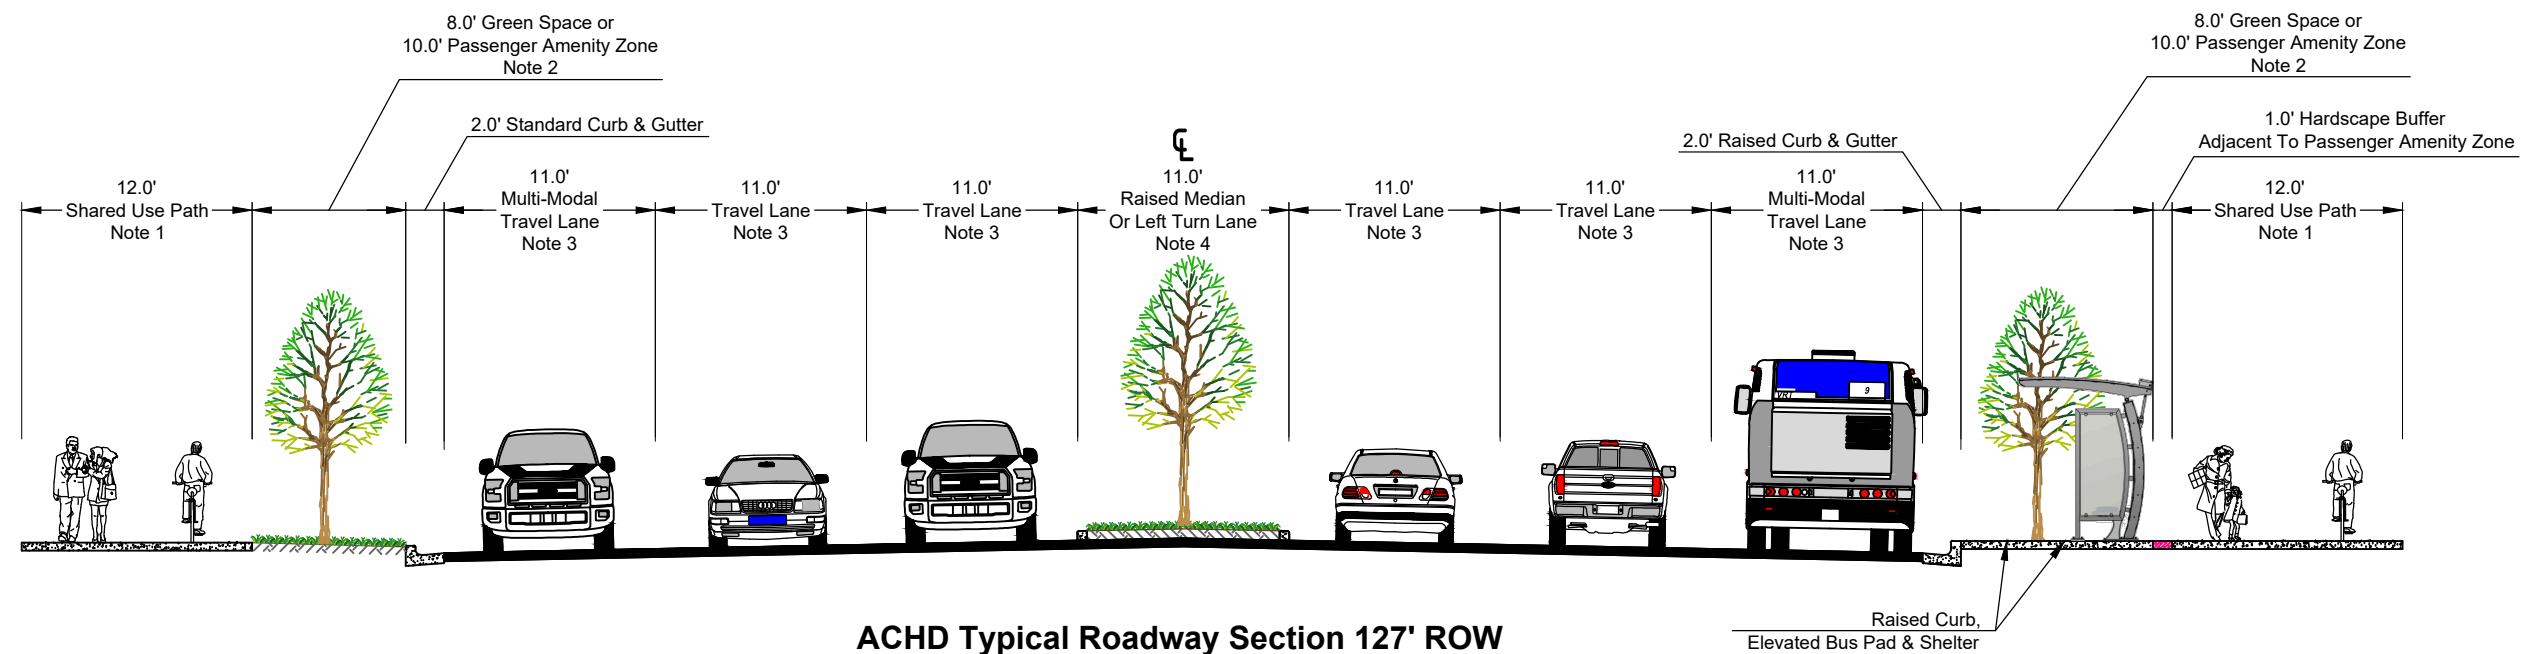 8.0' Green Space or
10.0' Passenger Amenity Zone
Note 2
2.0' Standard Curb & Gutter
12.0'
Shared Use Path
Note 1
11.0'
Multi-Modal
Travel Lane
Note 3
11.0'
Travel Lane
Note 3
11.0'
Travel Lane
Note 3
CL
11.0'
Raised Median
Or Left Turn Lane
Note 4
11.0'
Travel Lane
Note 3
11.0'
Travel Lane
Note 3
11.0'
Multi-Modal
Travel Lane
Note 3
2.0' Raised Curb & Gutter
8.0' Green Space or
10.0' Passenger Amenity Zone
Note 2
1.0' Hardscape Buffer
Adjacent To Passenger Amenity Zone
12.0'
Shared Use Path
Note 1
VRT
9
Raised Curb,
Elevated Bus Pad & Shelter
ACHD Typical Roadway Section 127' ROW